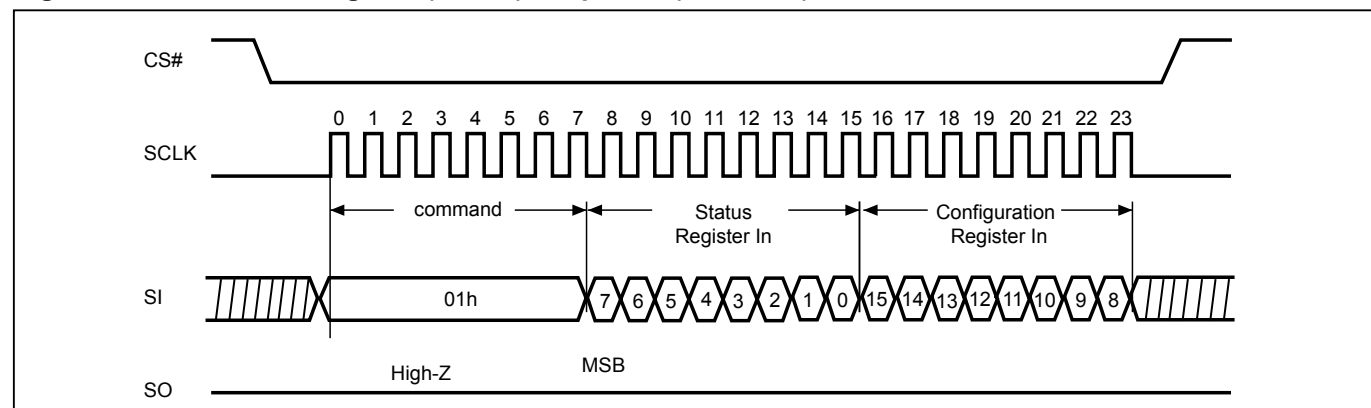 CS#
0 1 2 3 4 5 6 7 8 9 10 11 12 13 14 15 16 17 18 19 20 21 22 23
SCLK
command Status Register In Configuration Register In
SI 01h 7 6 5 4 3 2 1 0 15 14 13 12 11 10 9 8
High-Z MSB
SO